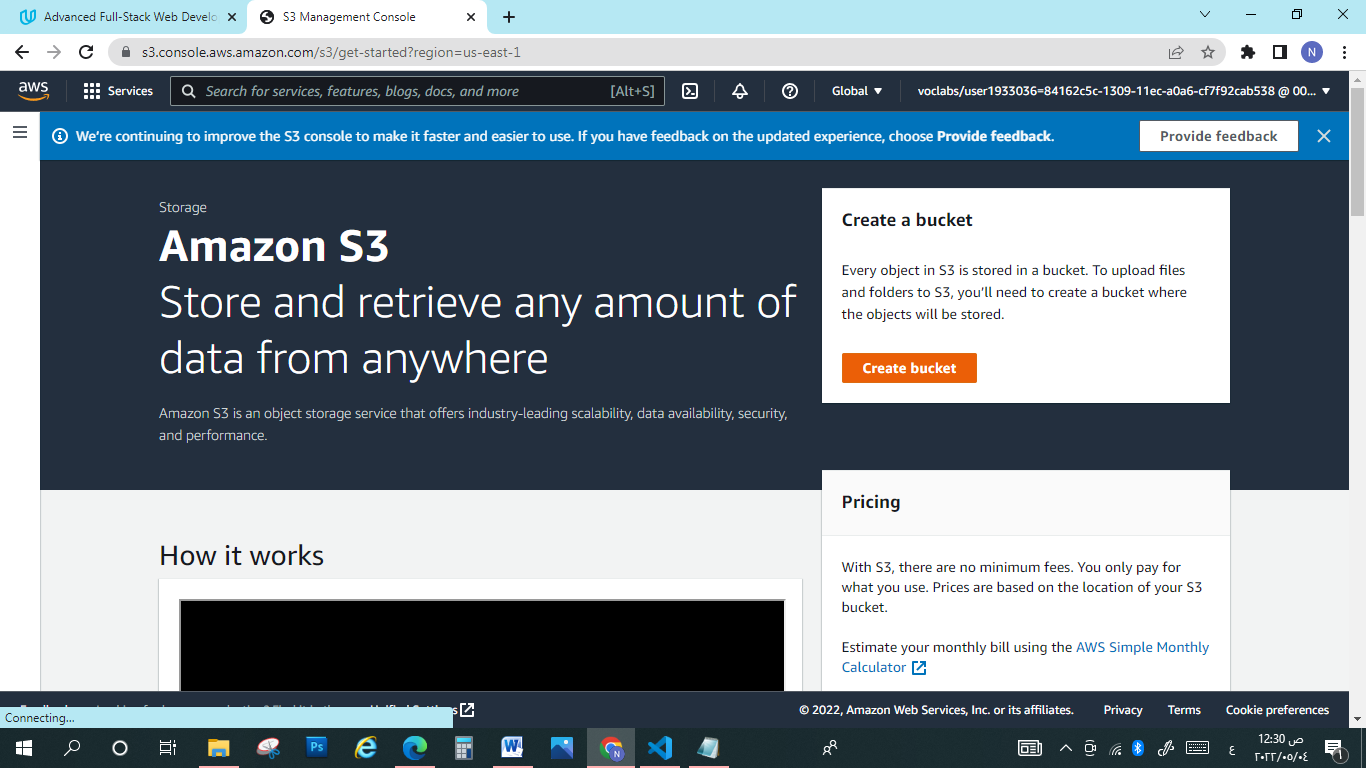 Advanced Full-Stack Web Develo
S3 Management Console
s3.console.aws.amazon.com/s3/get-started?region=us-east-1
N
aws
Services
Search for services, features, blogs, docs, and more
[Alt+S]
Global
voclabs/user1933036=84162c5c-1309-11ec-a0a6-cf7f92cab538 @ 00...
We're continuing to improve the S3 console to make it faster and easier to use. If you have feedback on the updated experience, choose Provide feedback.
Provide feedback
Storage
Amazon S3
Store and retrieve any amount of
data from anywhere
Amazon S3 is an object storage service that offers industry-leading scalability, data availability, security,
and performance.
Create a bucket
Every object in S3 is stored in a bucket. To upload files
and folders to S3, you'll need to create a bucket where
the objects will be stored.
Create bucket
How it works
Pricing
With S3, there are no minimum fees. You only pay for
what you use. Prices are based on the location of your S3
bucket.
Estimate your monthly bill using the AWS Simple Monthly
Calculator
© 2022, Amazon Web Services, Inc. or its affiliates.
Privacy
Terms
Cookie preferences
Connecting...
Ps
W
N
ع
12:30 ص
٢٠٢٢/٠٥/٠٤
1